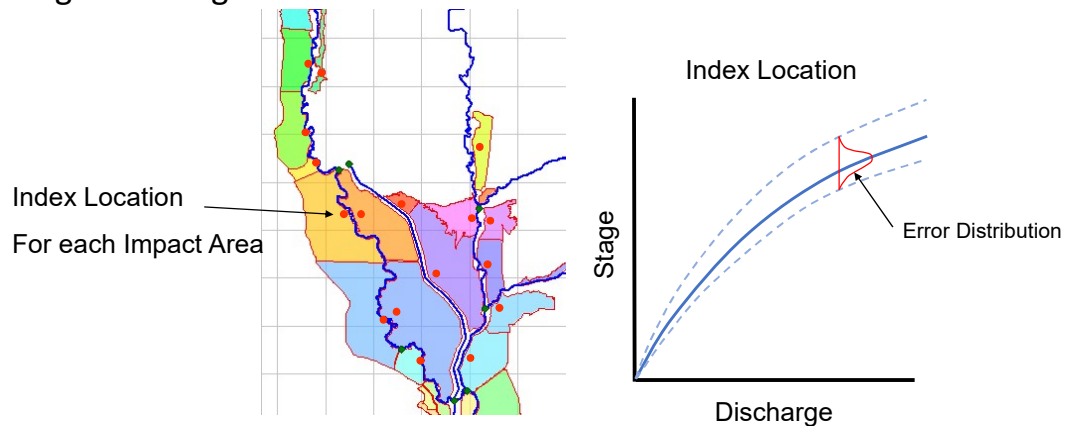 Index Location
Index Location
For each Impact Area
Error Distribution
Stage
Discharge